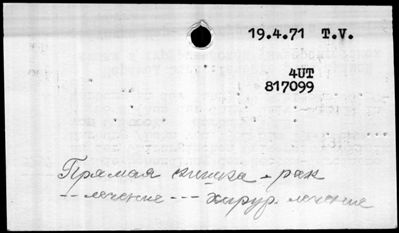 19.4.71 T.V.
4UT
817099
Прямая кишка - рак
-- лечение --- хирур. лечение